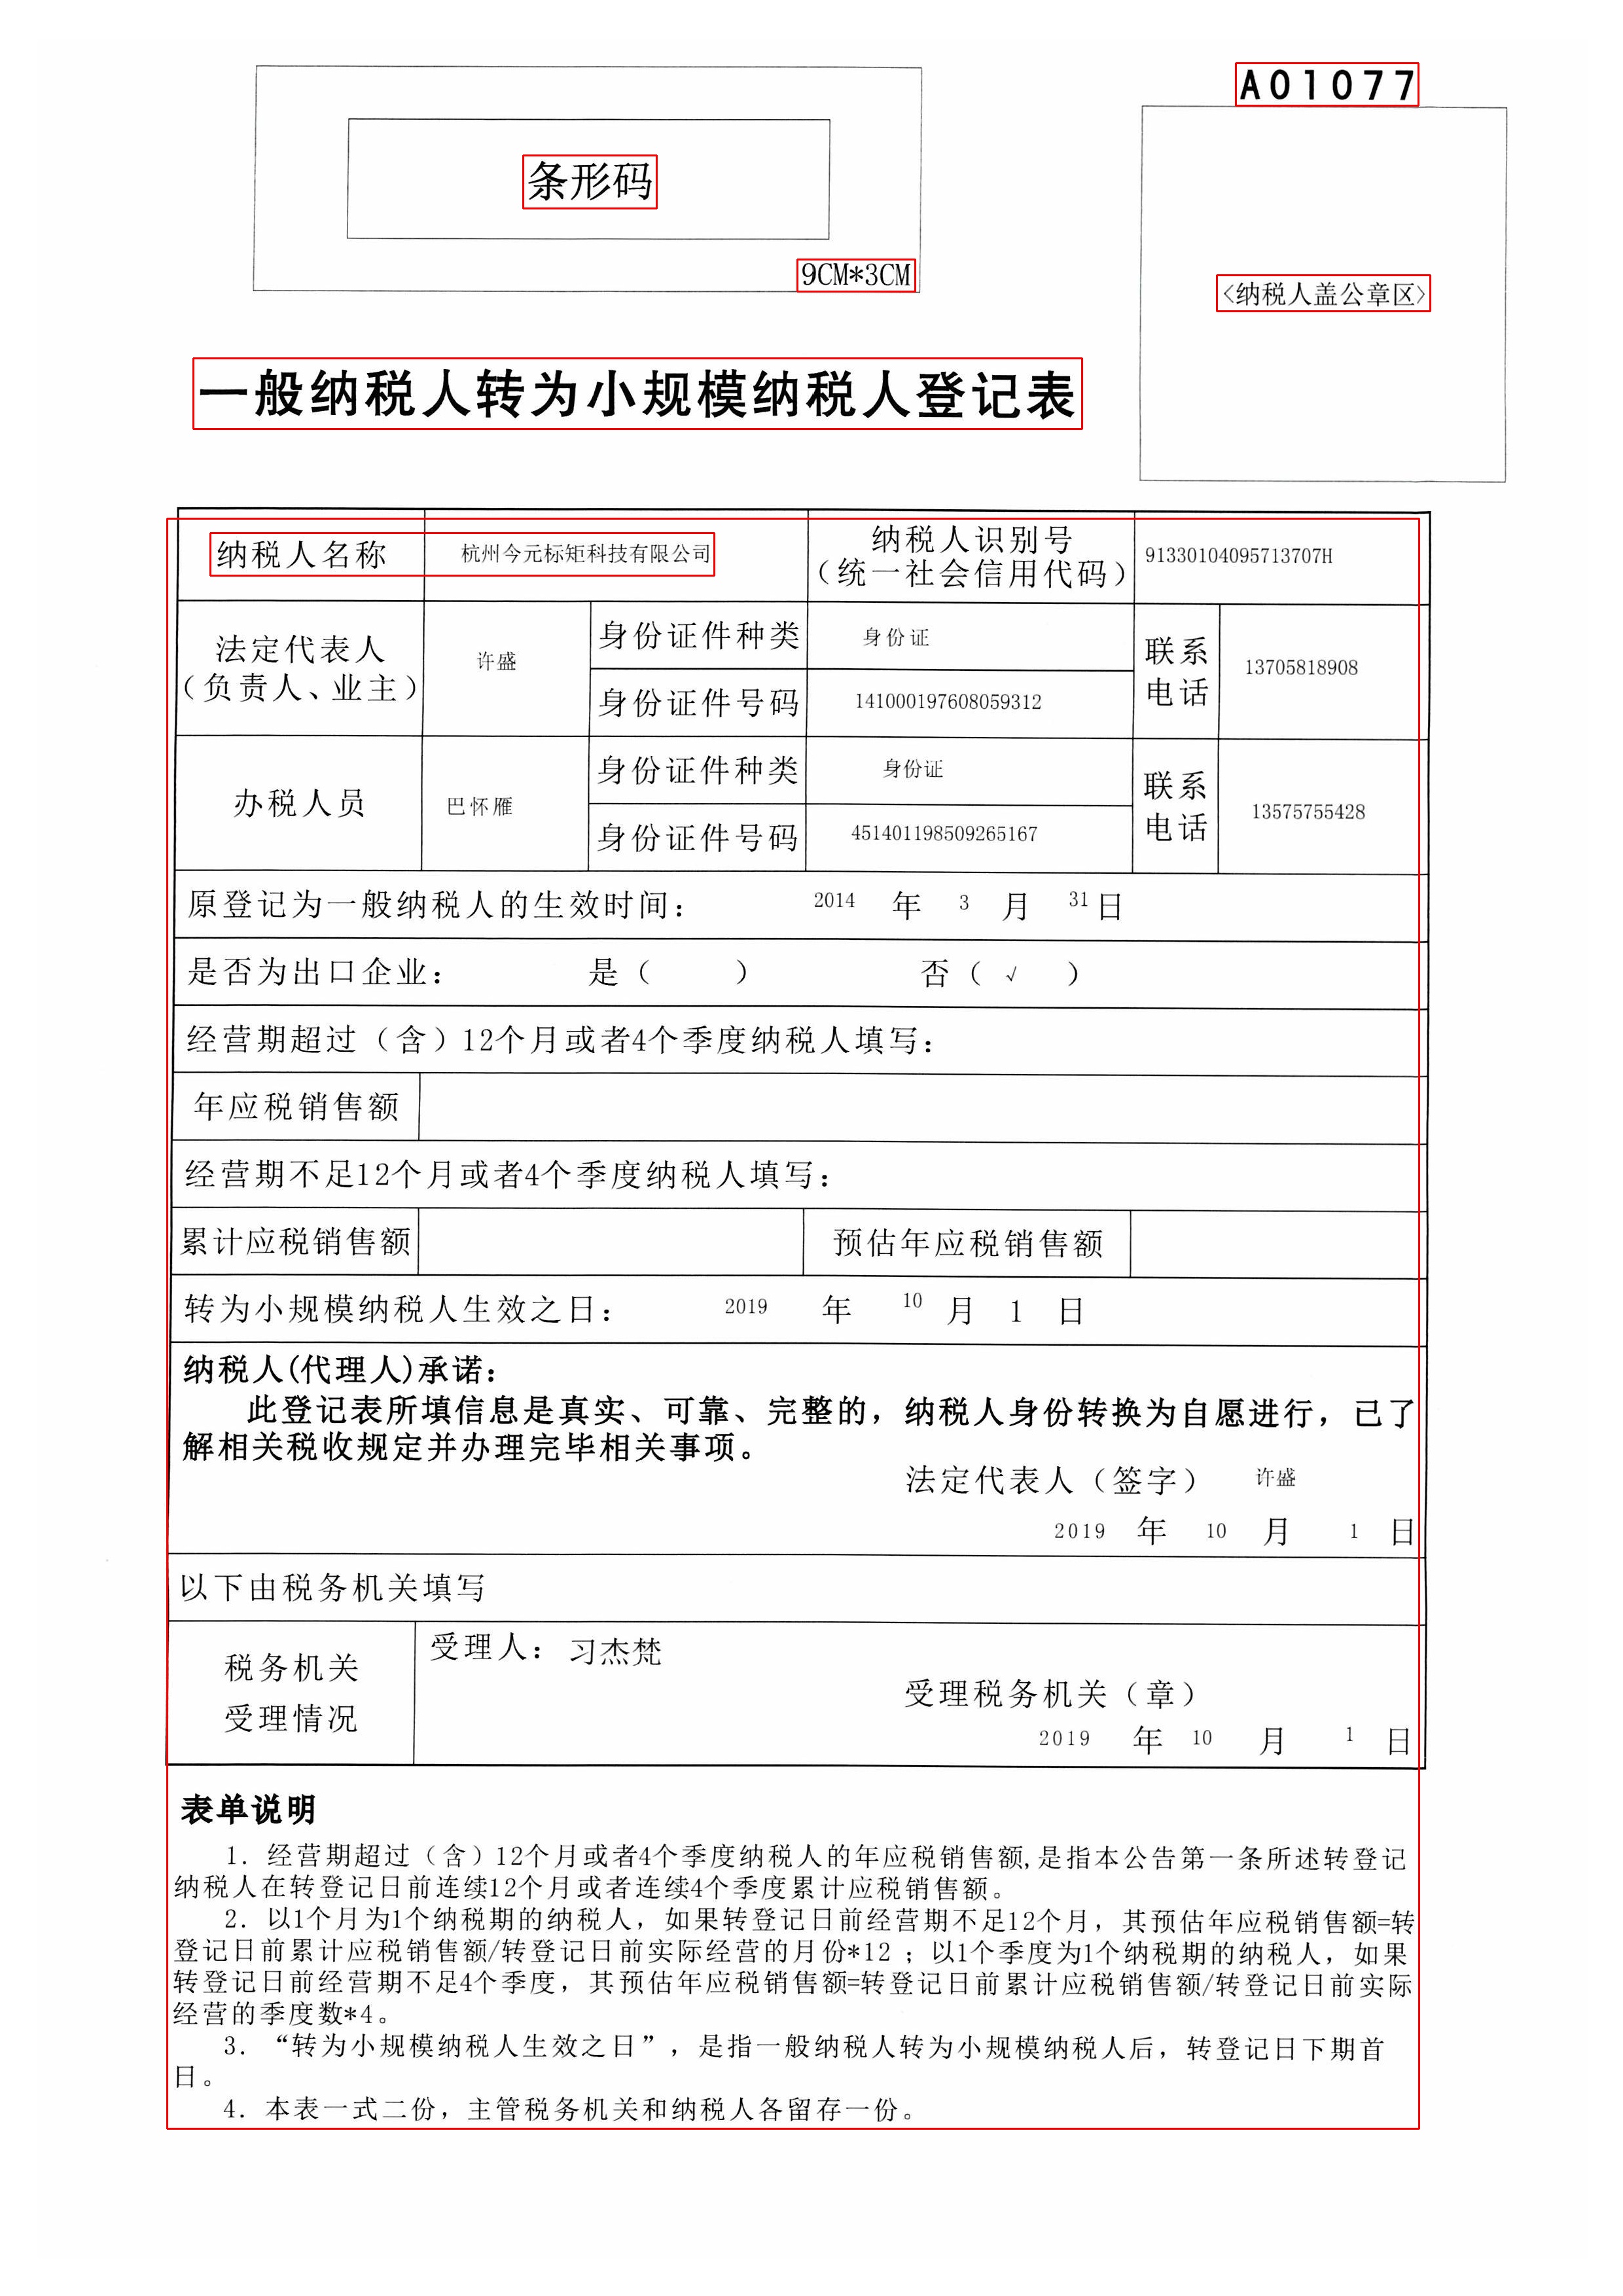 A01077
条形码
9CM*3CM
<纳税人盖公章区>
一般纳税人转为小规模纳税人登记表
纳税人名称 杭州今元标矩科技有限公司 纳税人识别号 91330104095713707H
(统一社会信用代码)
法定代表人 许盛 身份证件种类 身份证 联系 13705818908
(负责人、业主) 身份证件号码 141000197608059312 电话
办税人员 巴怀雁 身份证件种类 身份证 联系 13575755428
身份证件号码 451401198509265167 电话
原登记为一般纳税人的生效时间: 2014 年 3 月 31 日
是否为出口企业: 是( ) 否( √ )
经营期超过(含)12个月或者4个季度纳税人填写:
年应税销售额
经营期不足12个月或者4个季度纳税人填写:
累计应税销售额 预估年应税销售额
转为小规模纳税人生效之日: 2019 年 10 月 1 日
纳税人(代理人)承诺:
此登记表所填信息是真实、可靠、完整的,纳税人身份转换为自愿进行,已了
解相关税收规定并办理完毕相关事项。
法定代表人(签字) 许盛
2019 年 10 月 1 日
以下由税务机关填写
税务机关 受理人: 习杰梵
受理情况 受理税务机关(章)
2019 年 10 月 1 日
表单说明
1. 经营期超过(含)12个月或者4个季度纳税人的年应税销售额,是指本公告第一条所述转登记
纳税人在转登记日前连续12个月或者连续4个季度累计应税销售额。
2. 以1个月为1个纳税期的纳税人,如果转登记日前经营期不足12个月,其预估年应税销售额=转
登记日前累计应税销售额/转登记日前实际经营的月份*12 ;以1个季度为1个纳税期的纳税人,如果
转登记日前经营期不足4个季度,其预估年应税销售额=转登记日前累计应税销售额/转登记日前实际
经营的季度数*4。
3. “转为小规模纳税人生效之日”,是指一般纳税人转为小规模纳税人后,转登记日下期首
日。
4. 本表一式二份,主管税务机关和纳税人各留存一份。